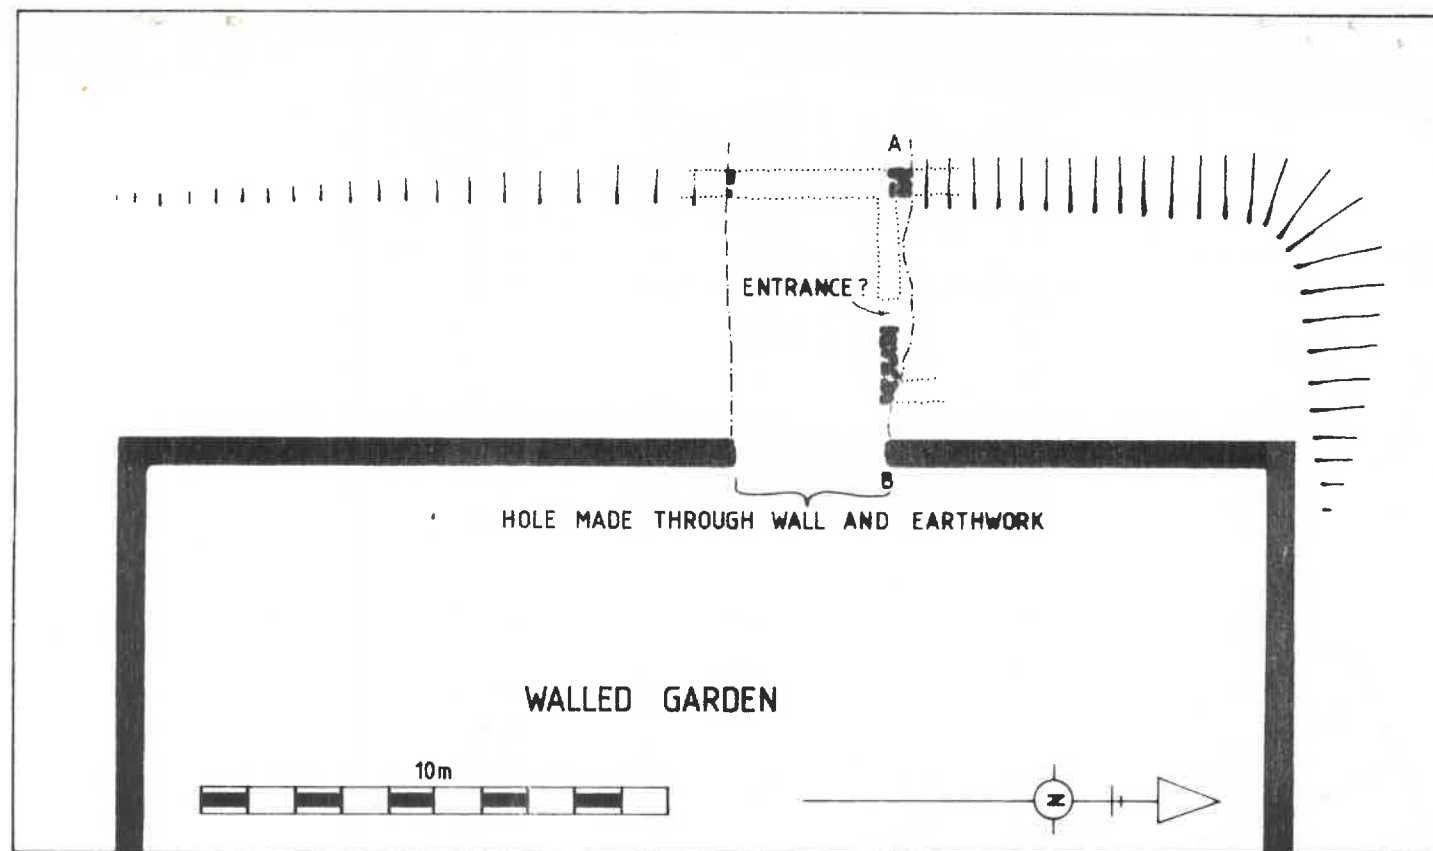 A
ENTRANCE?
B
HOLE MADE THROUGH WALL AND EARTHWORK
WALLED GARDEN
10m
N